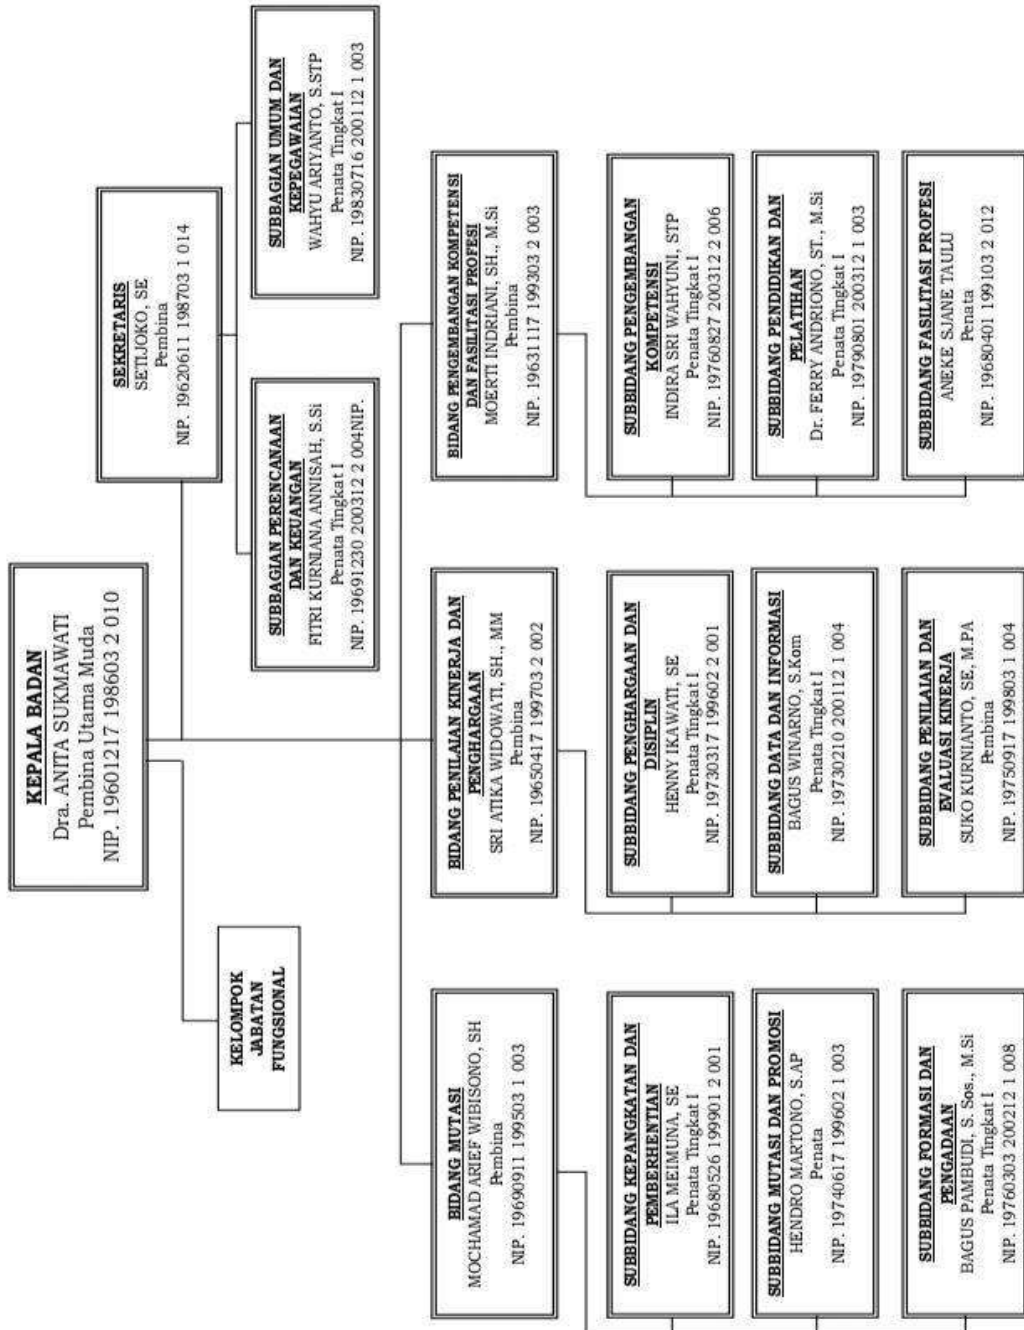 KEPALA BADAN
Dra. ANITA SUKMAWATI
Pembina Utama Muda
NIP. 19601217 198603 2 010
KELOMPOK
JABATAN
FUNGSIONAL
SEKRETARIS
SETIJOKO, SE
Pembina
NIP. 19620611 198703 1 014
SUBBAGIAN PERENCANAAN
DAN KEUANGAN
FITRI KURNIANA ANNISAH, S.Si
Penata Tingkat I
NIP. 19691230 200312 2 004NIP.
SUBBAGIAN UMUM DAN
KEPEGAWAIAN
WAHYU ARIYANTO, S.STP
Penata Tingkat I
NIP. 19830716 200112 1 003
BIDANG MUTASI
MOCHAMAD ARIEF WIBISONO, SH
Pembina
NIP. 19690911 199503 1 003
SUBBIDANG KEPANGKATAN DAN
PEMBERHENTIAN
ILA MEIMUNA, SE
Penata Tingkat I
NIP. 19680526 199901 2 001
SUBBIDANG MUTASI DAN PROMOSI
HENDRO MARTONO, S.AP
Penata
NIP. 19740617 199602 1 003
SUBBIDANG FORMASI DAN
PENGADAAN
BAGUS PAMBUDI, S. Sos., M.Si
Penata Tingkat I
NIP. 19760303 200212 1 008
BIDANG PENILAIAN KINERJA DAN
PENGHARGAAN
SRI ATIKA WIDOWATI, SH., MM
Pembina
NIP. 19650417 199703 2 002
SUBBIDANG PENGHARGAAN DAN
DISIPLIN
HENNY IKAWATI, SE
Penata Tingkat I
NIP. 19730317 199602 2 001
SUBBIDANG DATA DAN INFORMASI
BAGUS WINARNO, S.Kom
Penata Tingkat I
NIP. 19730210 200112 1 004
SUBBIDANG PENILAIAN DAN
EVALUASI KINERJA
SUKO KURNIANTO, SE, M.PA
Pembina
NIP. 19750917 199803 1 004
BIDANG PENGEMBANGAN KOMPETENSI
DAN FASILITASI PROFESI
MOERTI INDRIANI, SH., M.Si
Pembina
NIP. 19631117 199303 2 003
SUBBIDANG PENGEMBANGAN
KOMPETENSI
INDIRA SRI WAHYUNI, STP
Penata Tingkat I
NIP. 19760827 200312 2 006
SUBBIDANG PENDIDIKAN DAN
PELATIHAN
Dr. FERRY ANDRIONO, ST., M.Si
Penata Tingkat I
NIP. 19790801 200312 1 003
SUBBIDANG FASILITASI PROFESI
ANEKE SJANE TAULU
Penata
NIP. 19680401 199103 2 012